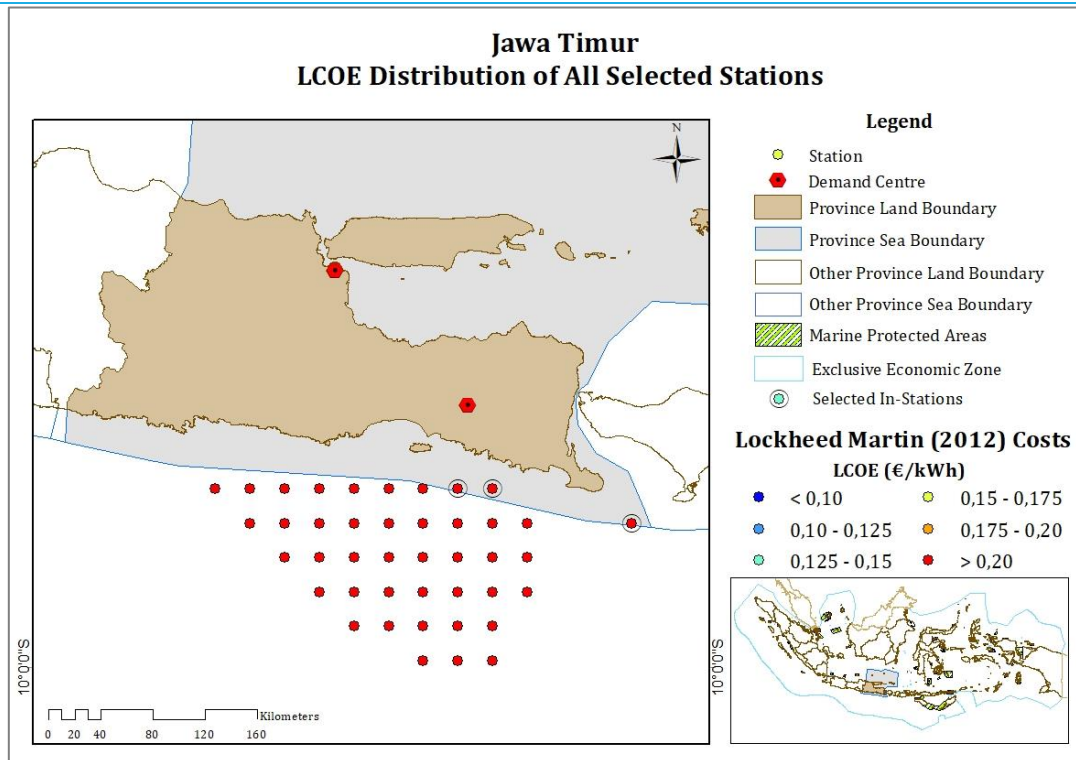 Jawa Timur
LCOE Distribution of All Selected Stations
N
10°0'0"S
10°0'0"S
Kilometers
0 20 40 80 120 160
Legend
Station
Demand Centre
Province Land Boundary
Province Sea Boundary
Other Province Land Boundary
Other Province Sea Boundary
Marine Protected Areas
Exclusive Economic Zone
Selected In-Stations
Lockheed Martin (2012) Costs
LCOE (€/kWh)
< 0,10 0,15 - 0,175
0,10 - 0,125 0,175 - 0,20
0,125 - 0,15 > 0,20